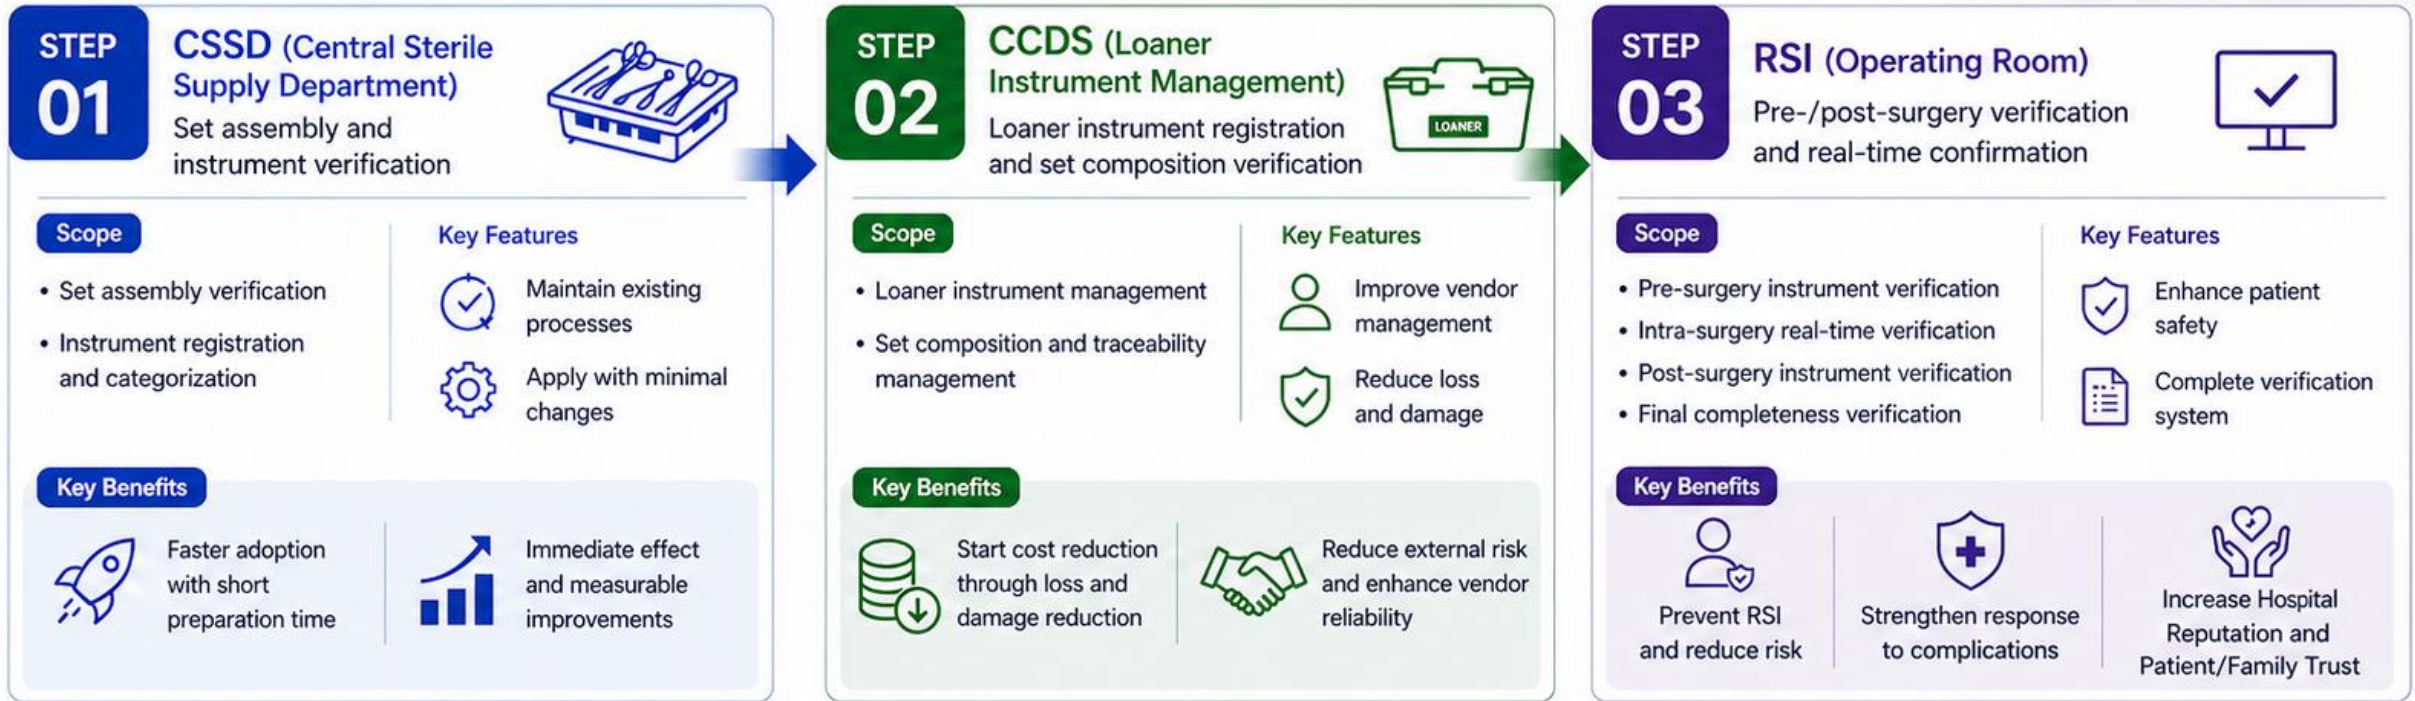 STEP
01
CSSD (Central Sterile
Supply Department)
Set assembly and
instrument verification
Scope
• Set assembly verification
• Instrument registration
and categorization
Key Features
Maintain existing
processes
Apply with minimal
changes
Key Benefits
Faster adoption
with short
preparation time
Immediate effect
and measurable
improvements
STEP
02
CCDS (Loaner
Instrument Management)
Loaner instrument registration
and set composition verification
LOANER
Scope
• Loaner instrument management
• Set composition and traceability
management
Key Features
Improve vendor
management
Reduce loss
and damage
Key Benefits
Start cost reduction
through loss and
damage reduction
Reduce external risk
and enhance vendor
reliability
STEP
03
RSI (Operating Room)
Pre-/post-surgery verification
and real-time confirmation
Scope
• Pre-surgery instrument verification
• Intra-surgery real-time verification
• Post-surgery instrument verification
• Final completeness verification
Key Features
Enhance patient
safety
Complete verification
system
Key Benefits
Prevent RSI
and reduce risk
Strengthen response
to complications
Increase Hospital
Reputation and
Patient/Family Trust